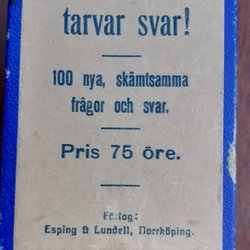 tarvar svar!
100 nya, skämtsamma
frågor och svar.
Pris 75 öre.
Förlag:
Esping & Lundell, Norrköping.